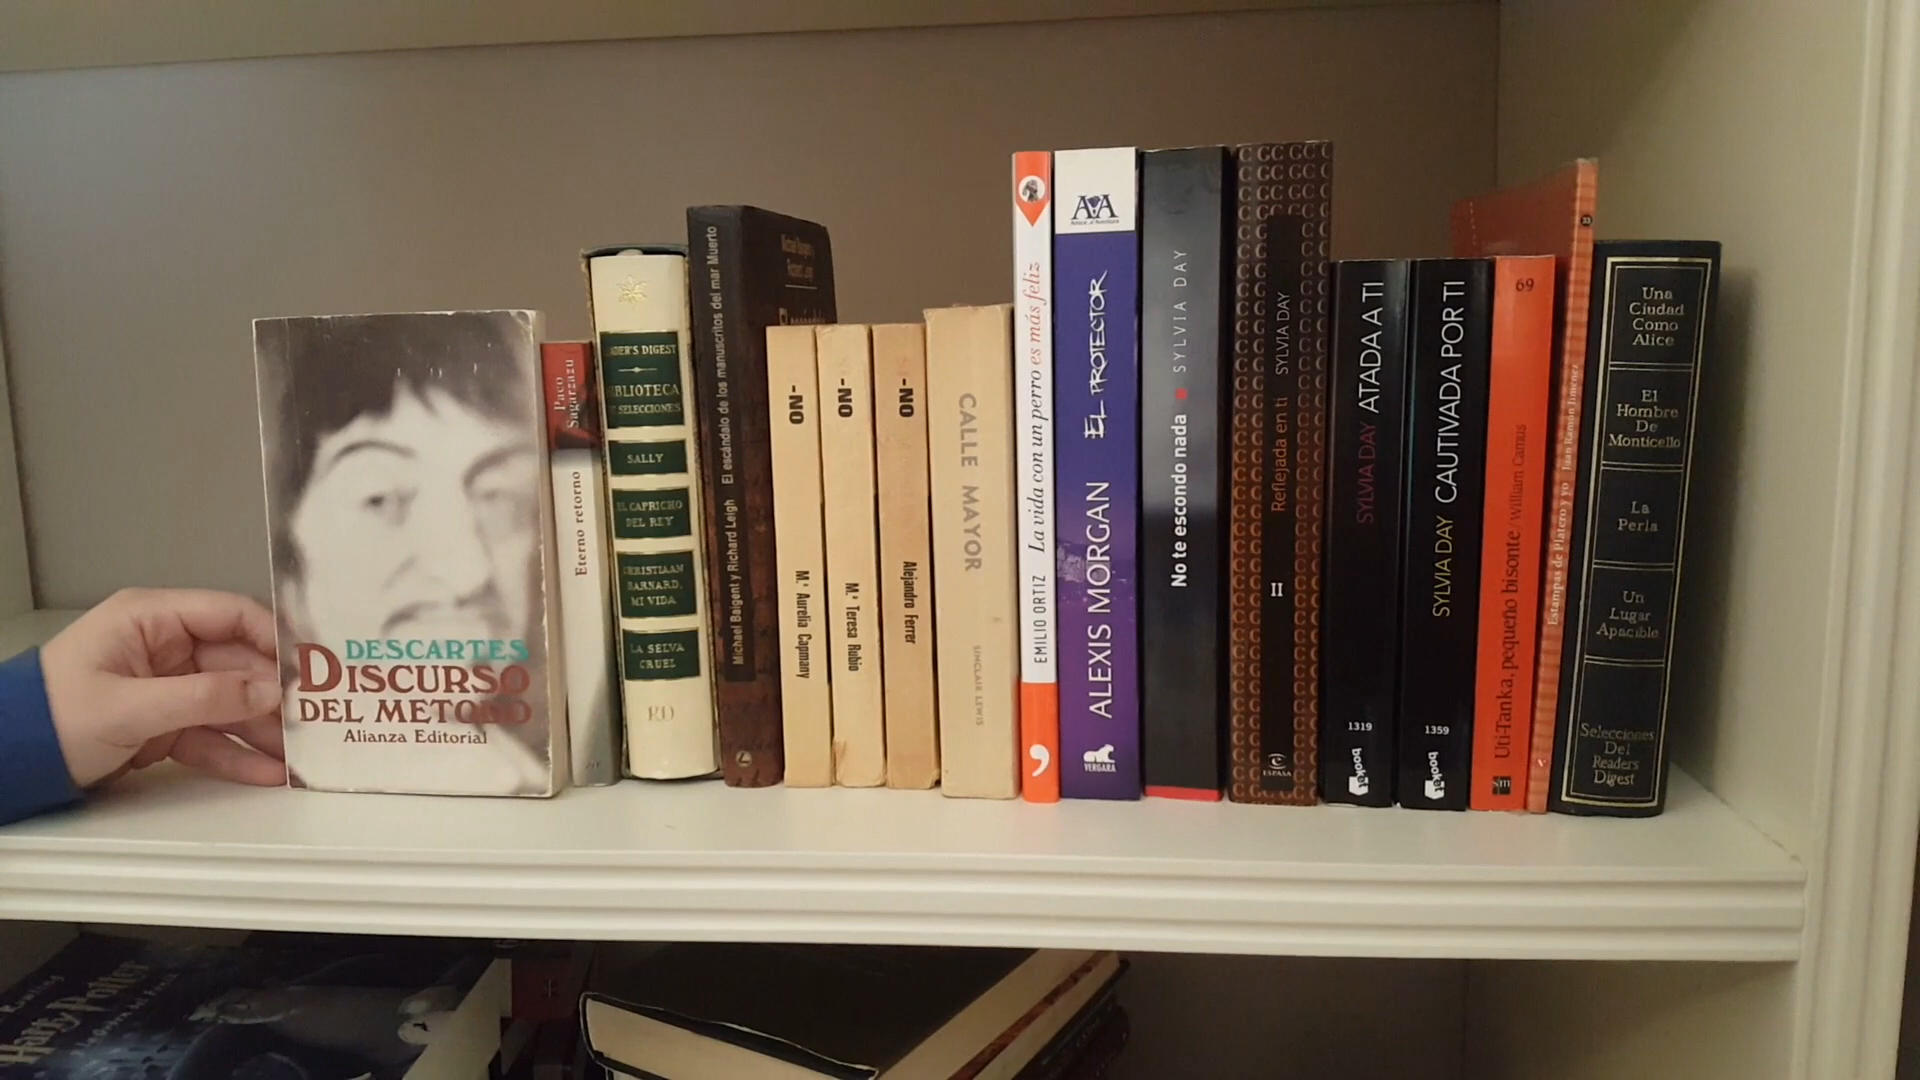 DESCARTES
DISCURSO
DEL METODO
Alianza Editorial
Paco
Sagarzazu
Eterno retorno
READER'S DIGEST
BIBLIOTECA
DE SELECCIONES
SALLY
EL CAPRICHO
DEL REY
CHRISTIAAN
BARNARD,
MI VIDA
LA SELVA
CRUEL
RD
Michael Baigent y Richard Leigh El escándalo de los manuscritos del mar Muerto
-NO
M.ª Aurelia Capmany
-NO
M.ª Teresa Rubio
-NO
Alejandro Ferrer
CALLE MAYOR
SINCLAIR LEWIS
EMILIO ORTIZ La vida con un perro es más feliz
AA
ALEXIS MORGAN EL PROTECTOR
VERGARA
No te escondo nada SYLVIA DAY
II Reflejada en ti SYLVIA DAY
ESPASA
SYLVIA DAY ATADA A TI
1319
booket
SYLVIA DAY CAUTIVADA POR TI
1359
booket
69
Uti-Tanka, pequeño bisonte / William Camus
sm
33
Estampas de Platero y yo Juan Ramón Jiménez
Una
Ciudad
Como
Alice
El
Hombre
De
Monticello
La
Perla
Un
Lugar
Apacible
Selecciones
Del
Readers
Digest
Harry Potter